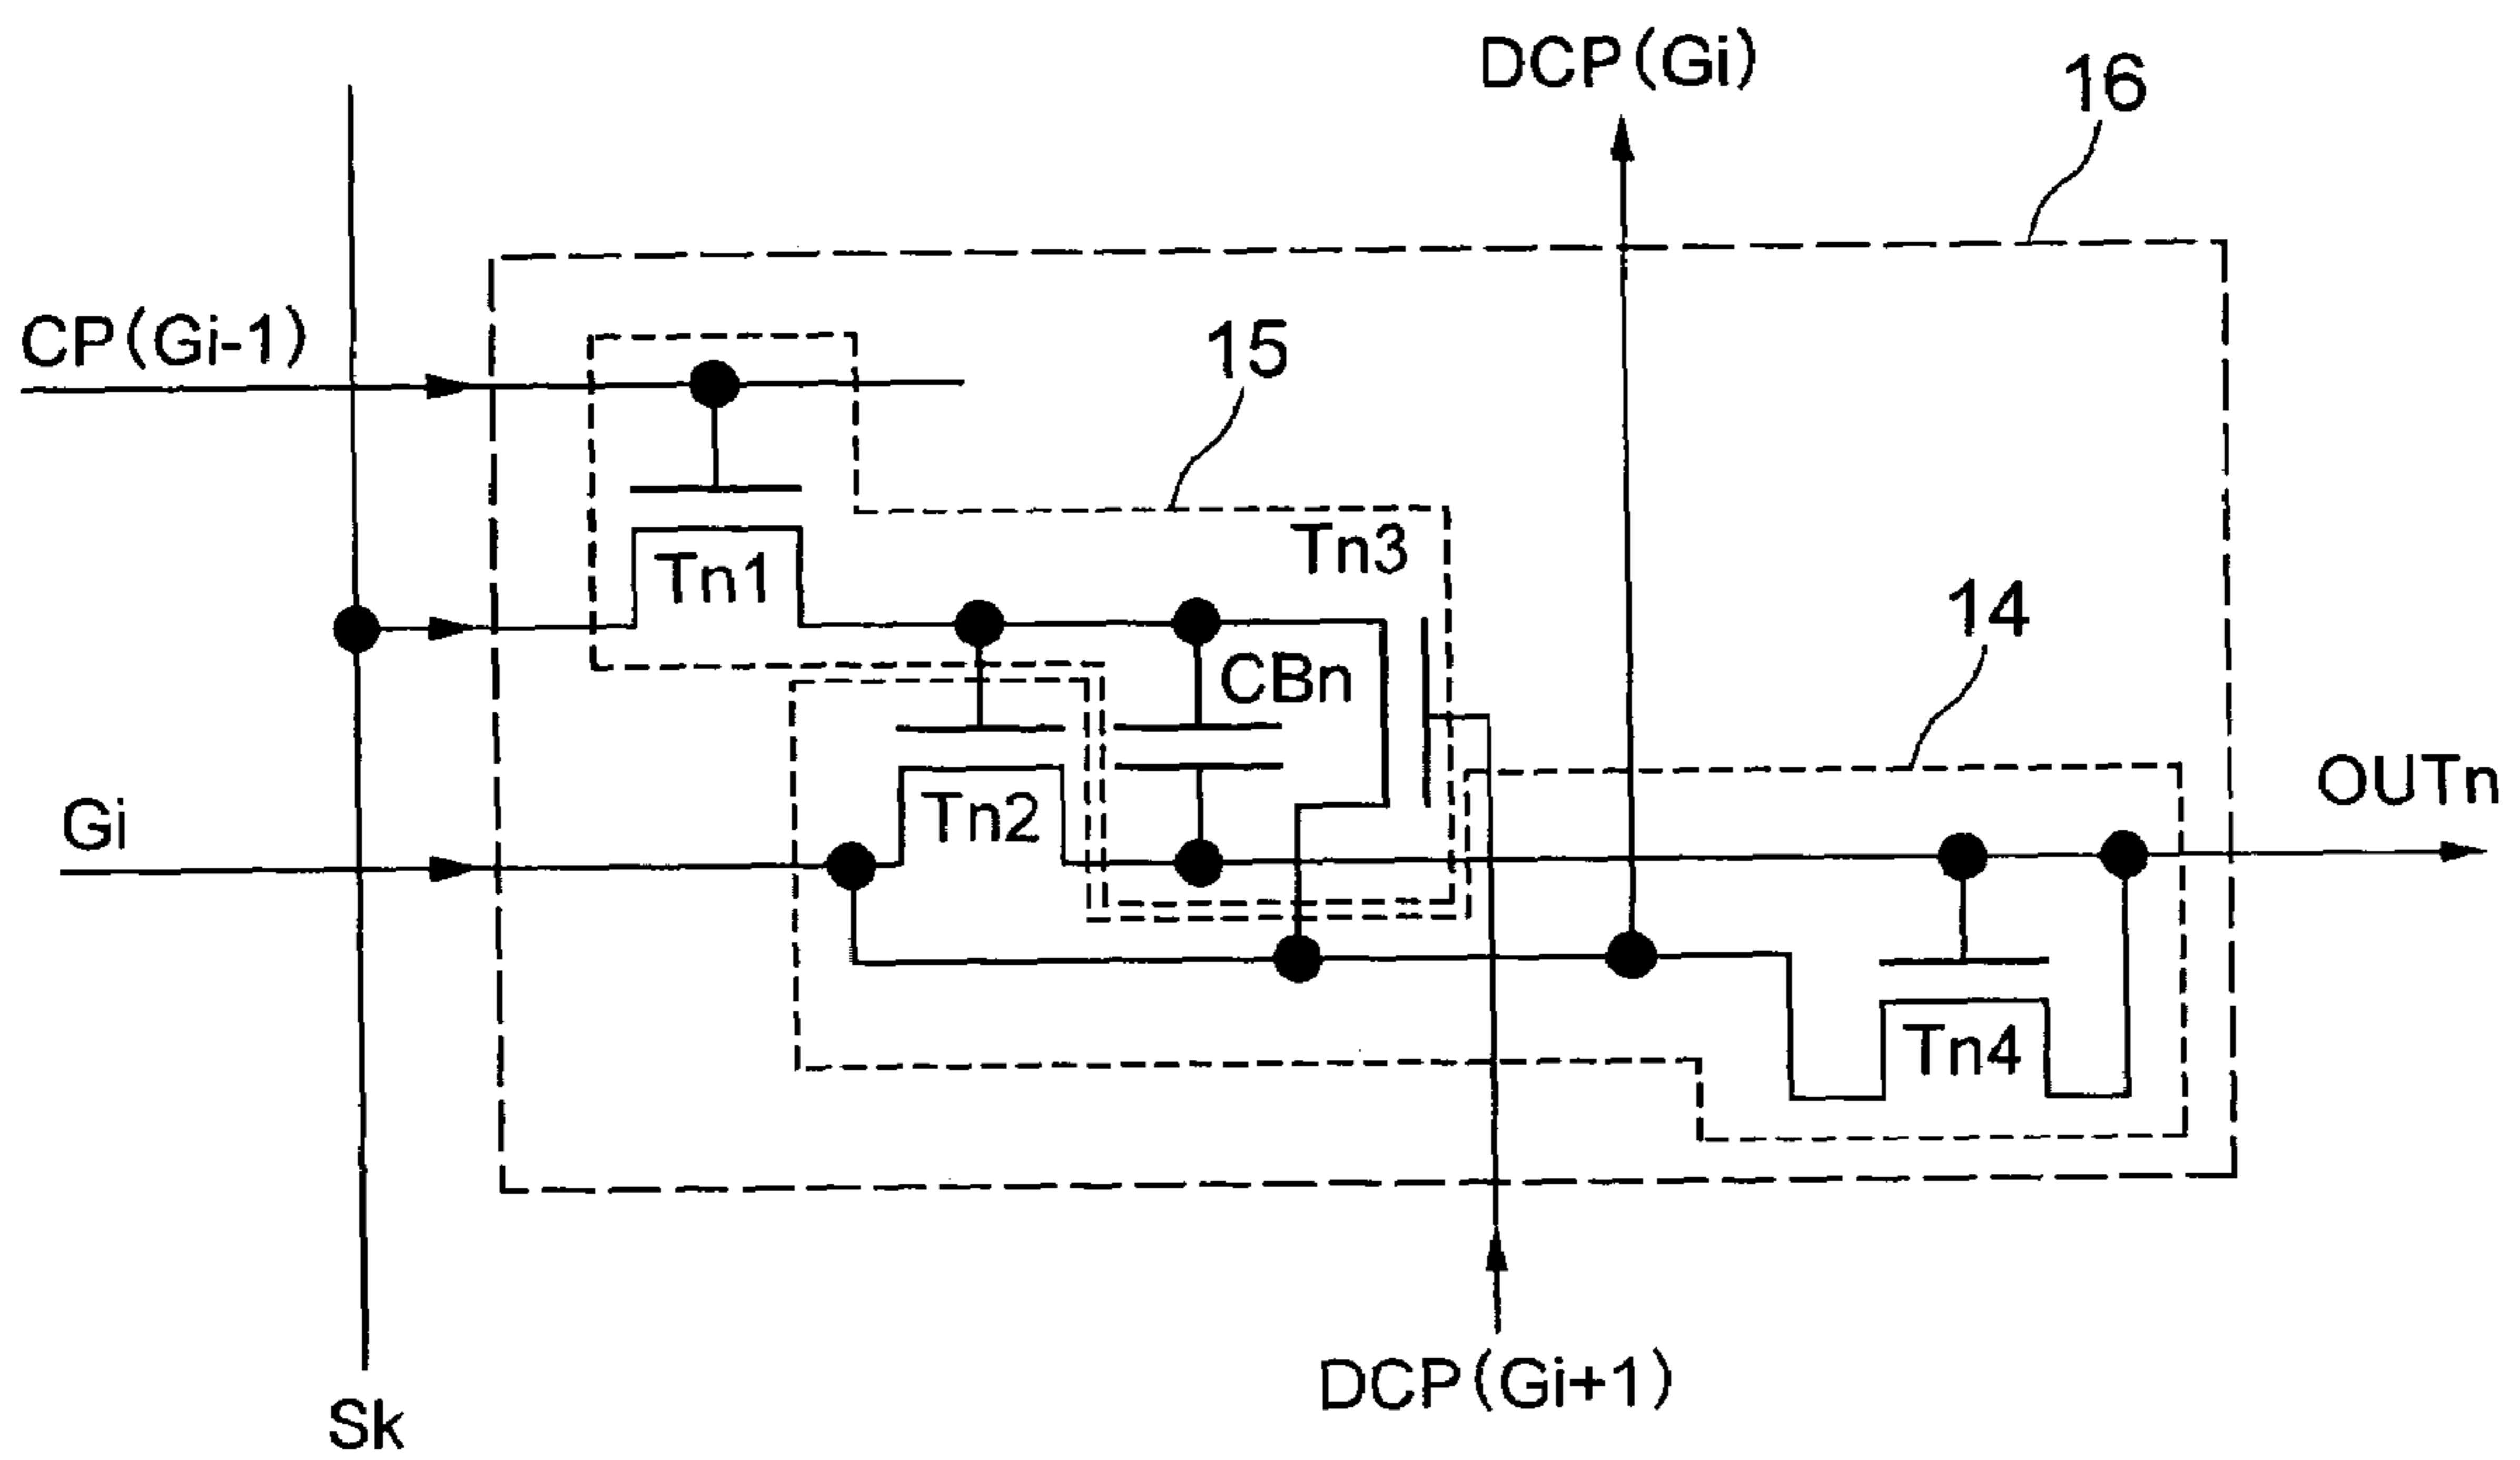 DCP(Gi)
16
CP(Gi-1)
15
Tn3
Tn1
14
CBn
OUTn
Gi
Tn2
Tn4
DCP(Gi+1)
Sk